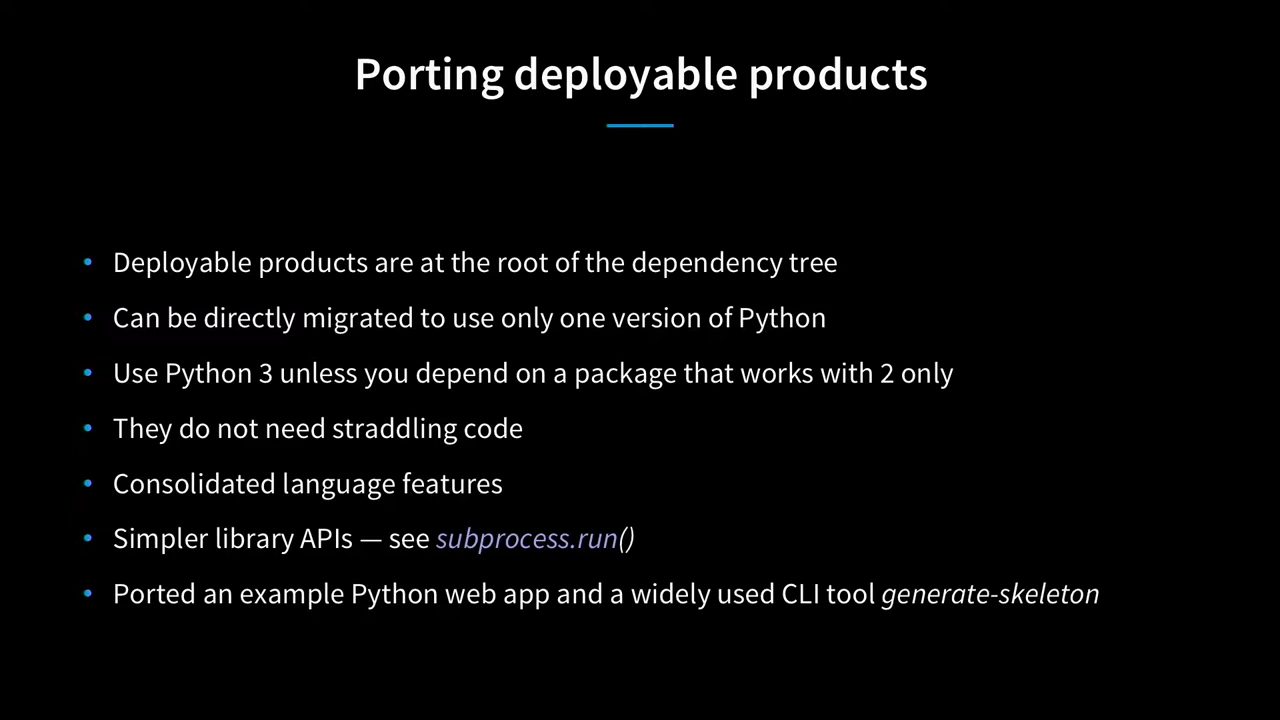 Porting deployable products
• Deployable products are at the root of the dependency tree
• Can be directly migrated to use only one version of Python
• Use Python 3 unless you depend on a package that works with 2 only
• They do not need straddling code
• Consolidated language features
• Simpler library APIs — see subprocess.run()
• Ported an example Python web app and a widely used CLI tool generate-skeleton